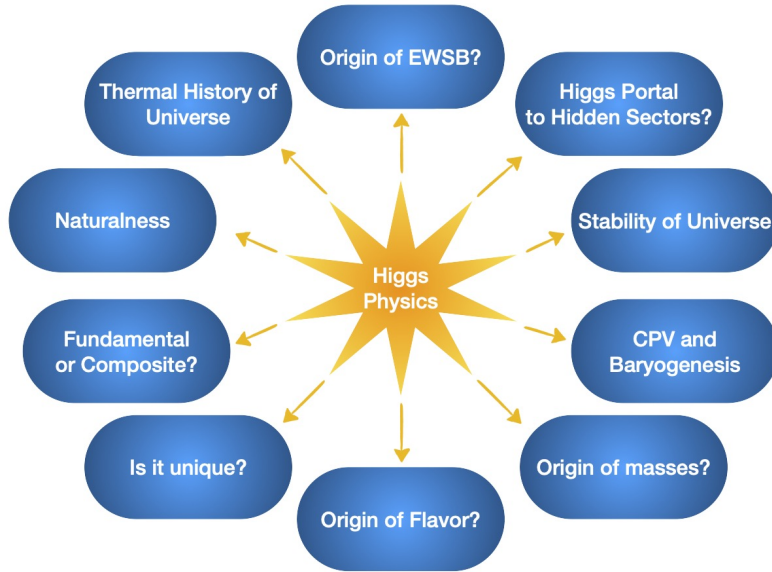 Origin of EWSB?
Thermal History of
Universe
Higgs Portal
to Hidden Sectors?
Naturalness
Stability of Universe
Higgs
Physics
Fundamental
or Composite?
CPV and
Baryogenesis
Is it unique?
Origin of masses?
Origin of Flavor?